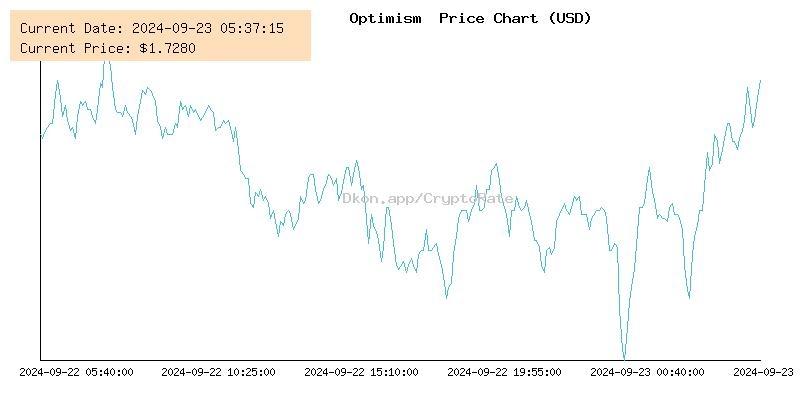 Optimism  Price Chart (USD)
Current Date: 2024-09-23 05:37:15
Current Price: $1.7280
Dkon.app/CryptoRate
2024-09-22 05:40:00 2024-09-22 10:25:00 2024-09-22 15:10:00 2024-09-22 19:55:00 2024-09-23 00:40:00 2024-09-23